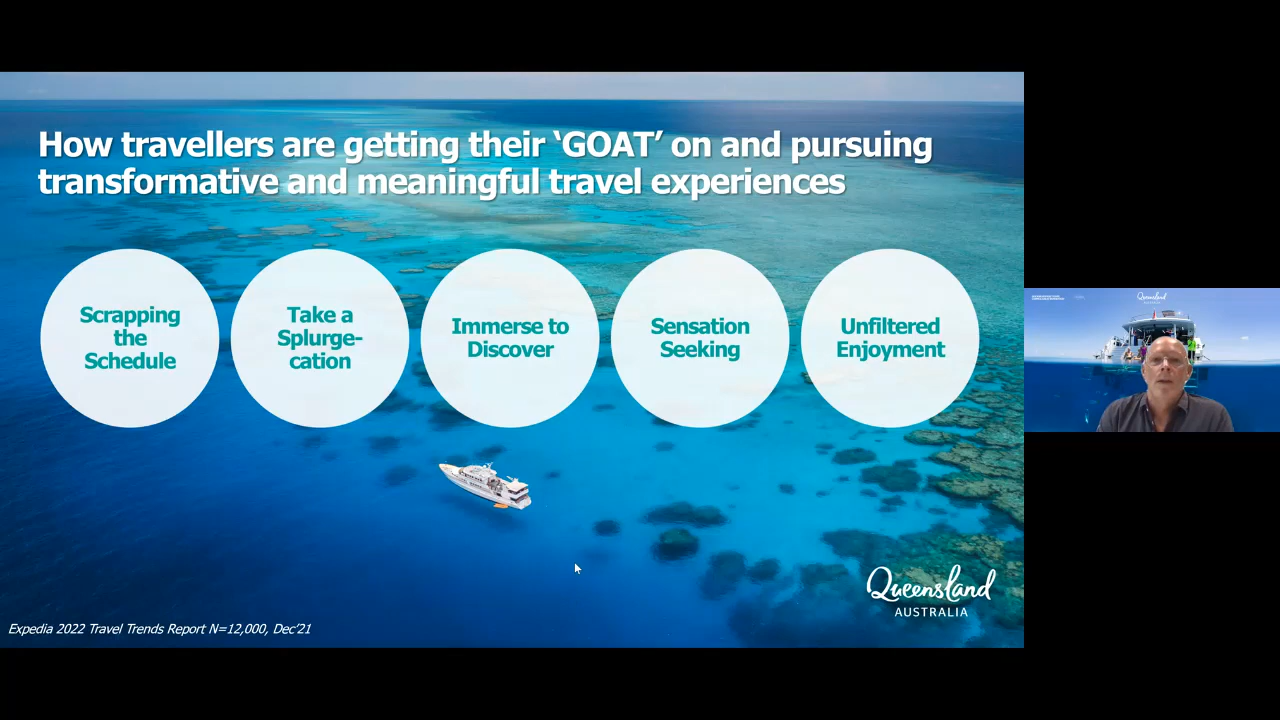 How travellers are getting their ‘GOAT’ on and pursuing
transformative and meaningful travel experiences
Scrapping
the
Schedule
Take a
Splurge-
cation
Immerse to
Discover
Sensation
Seeking
Unfiltered
Enjoyment
Queensland
AUSTRALIA
Expedia 2022 Travel Trends Report N=12,000, Dec’21
Queensland